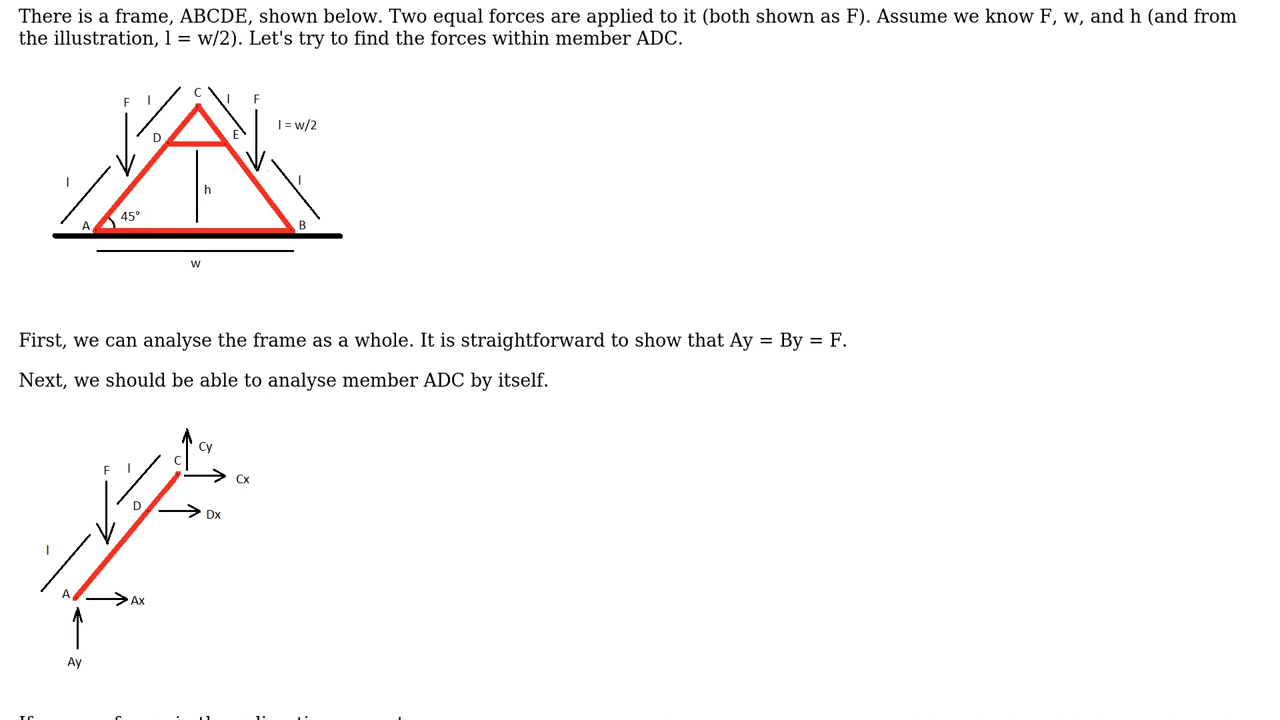 There is a frame, ABCDE, shown below. Two equal forces are applied to it (both shown as F). Assume we know F, w, and h (and from
the illustration, l = w/2). Let's try to find the forces within member ADC.
C
F l l F
D E l = w/2
l l
h
45°
A B
w
First, we can analyse the frame as a whole. It is straightforward to show that Ay = By = F.
Next, we should be able to analyse member ADC by itself.
Cy
C
F l
Cx
D
Dx
l
A Ax
Ay